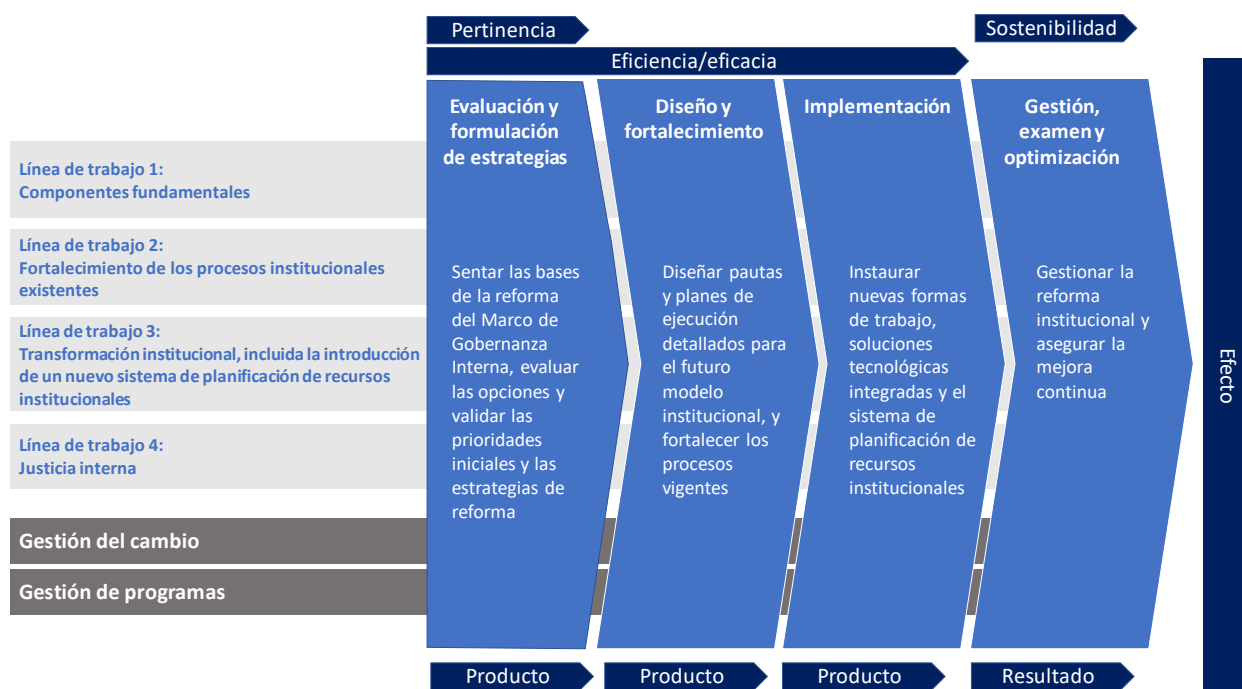 Pertinencia
Sostenibilidad
Eficiencia/eficacia
Evaluación y
formulación
de estrategias
Diseño y
fortalecimiento
Implementación
Gestión,
examen y
optimización
Línea de trabajo 1:
Componentes fundamentales
Línea de trabajo 2:
Fortalecimiento de los procesos institucionales
existentes
Línea de trabajo 3:
Transformación institucional, incluida la introducción
de un nuevo sistema de planificación de recursos
institucionales
Línea de trabajo 4:
Justicia interna
Gestión del cambio
Gestión de programas
Sentar las bases
de la reforma
del Marco de
Gobernanza
Interna, evaluar
las opciones y
validar las
prioridades
iniciales y las
estrategias de
reforma
Diseñar pautas
y planes de
ejecución
detallados para
el futuro
modelo
institucional, y
fortalecer los
procesos
vigentes
Instaurar
nuevas formas
de trabajo,
soluciones
tecnológicas
integradas y el
sistema de
planificación de
recursos
institucionales
Gestionar la
reforma
institucional y
asegurar la
mejora
continua
Efecto
Producto
Producto
Producto
Resultado